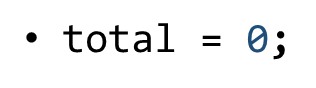 • total = 0;